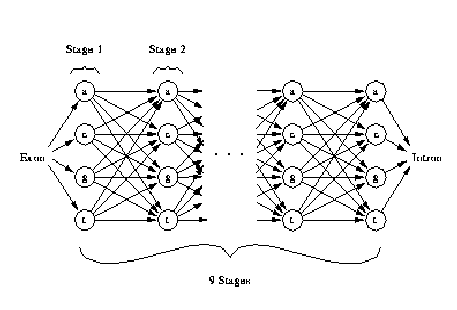 Stage 1 Stage 2
a a a a
c c c c
Exon . . . Intron
g g g g
t t t t
9 Stages